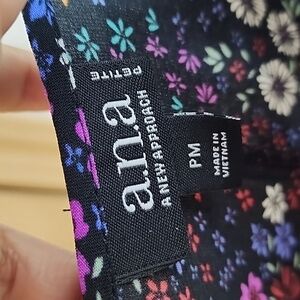 PETITE
a.n.a
A NEW APPROACH
PM
MADE IN
VIETNAM